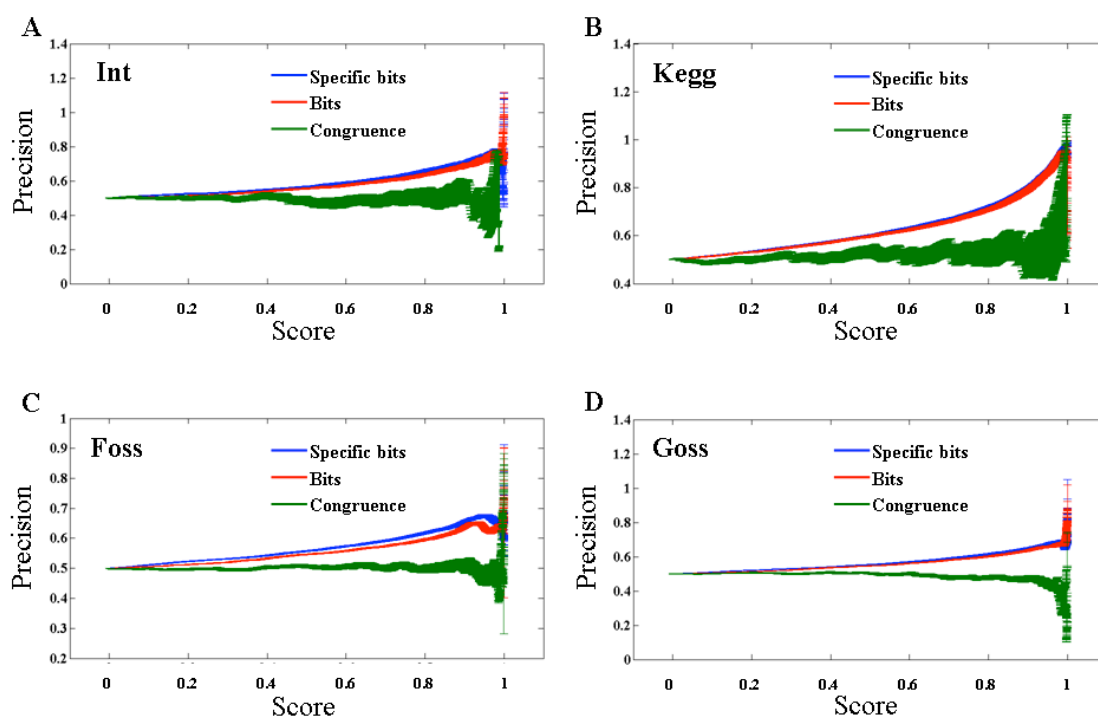 A
Int
Specific bits
Bits
Congruence
1.4
1.2
1
0.8
0.6
0.4
0.2
0
Precision
0 0.2 0.4 0.6 0.8 1
Score
B
Kegg
Specific bits
Bits
Congruence
1.4
1.2
1
0.8
0.6
0.4
Precision
0 0.2 0.4 0.6 0.8 1
Score
C
Foss
Specific bits
Bits
Congruence
1
0.9
0.8
0.7
0.6
0.5
0.4
0.3
0.2
Precision
0 0.2 0.4 0.6 0.8 1
Score
D
Goss
Specific bits
Bits
Congruence
1.4
1.2
1
0.8
0.6
0.4
0.2
0
Precision
0 0.2 0.4 0.6 0.8 1
Score